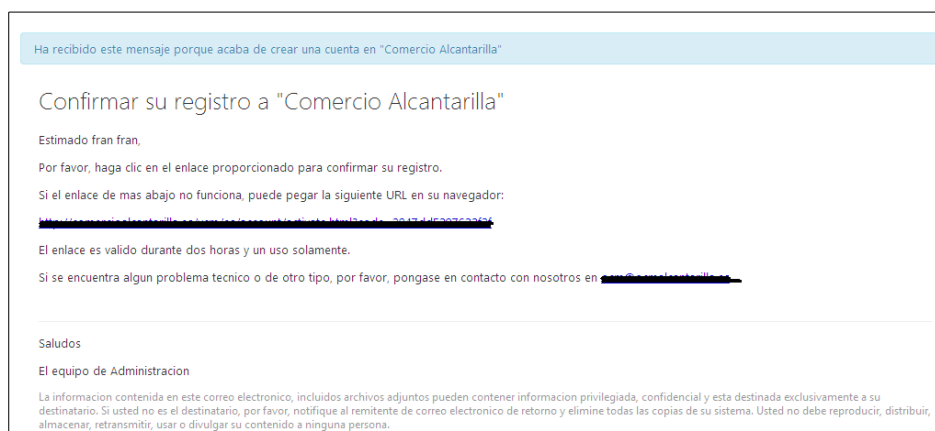 Ha recibido este mensaje porque acaba de crear una cuenta en "Comercio Alcantarilla"
Confirmar su registro a "Comercio Alcantarilla"
Estimado fran fran,
Por favor, haga clic en el enlace proporcionado para confirmar su registro.
Si el enlace de mas abajo no funciona, puede pegar la siguiente URL en su navegador:
El enlace es valido durante dos horas y un uso solamente.
Si se encuentra algun problema tecnico o de otro tipo, por favor, pongase en contacto con nosotros en
Saludos
El equipo de Administracion
La informacion contenida en este correo electronico, incluidos archivos adjuntos pueden contener informacion privilegiada, confidencial y esta destinada exclusivamente a su
destinatario. Si usted no es el destinatario, por favor, notifique al remitente de correo electronico de retorno y elimine todas las copias de su sistema. Usted no debe reproducir, distribuir,
almacenar, retransmitir, usar o divulgar su contenido a ninguna persona.